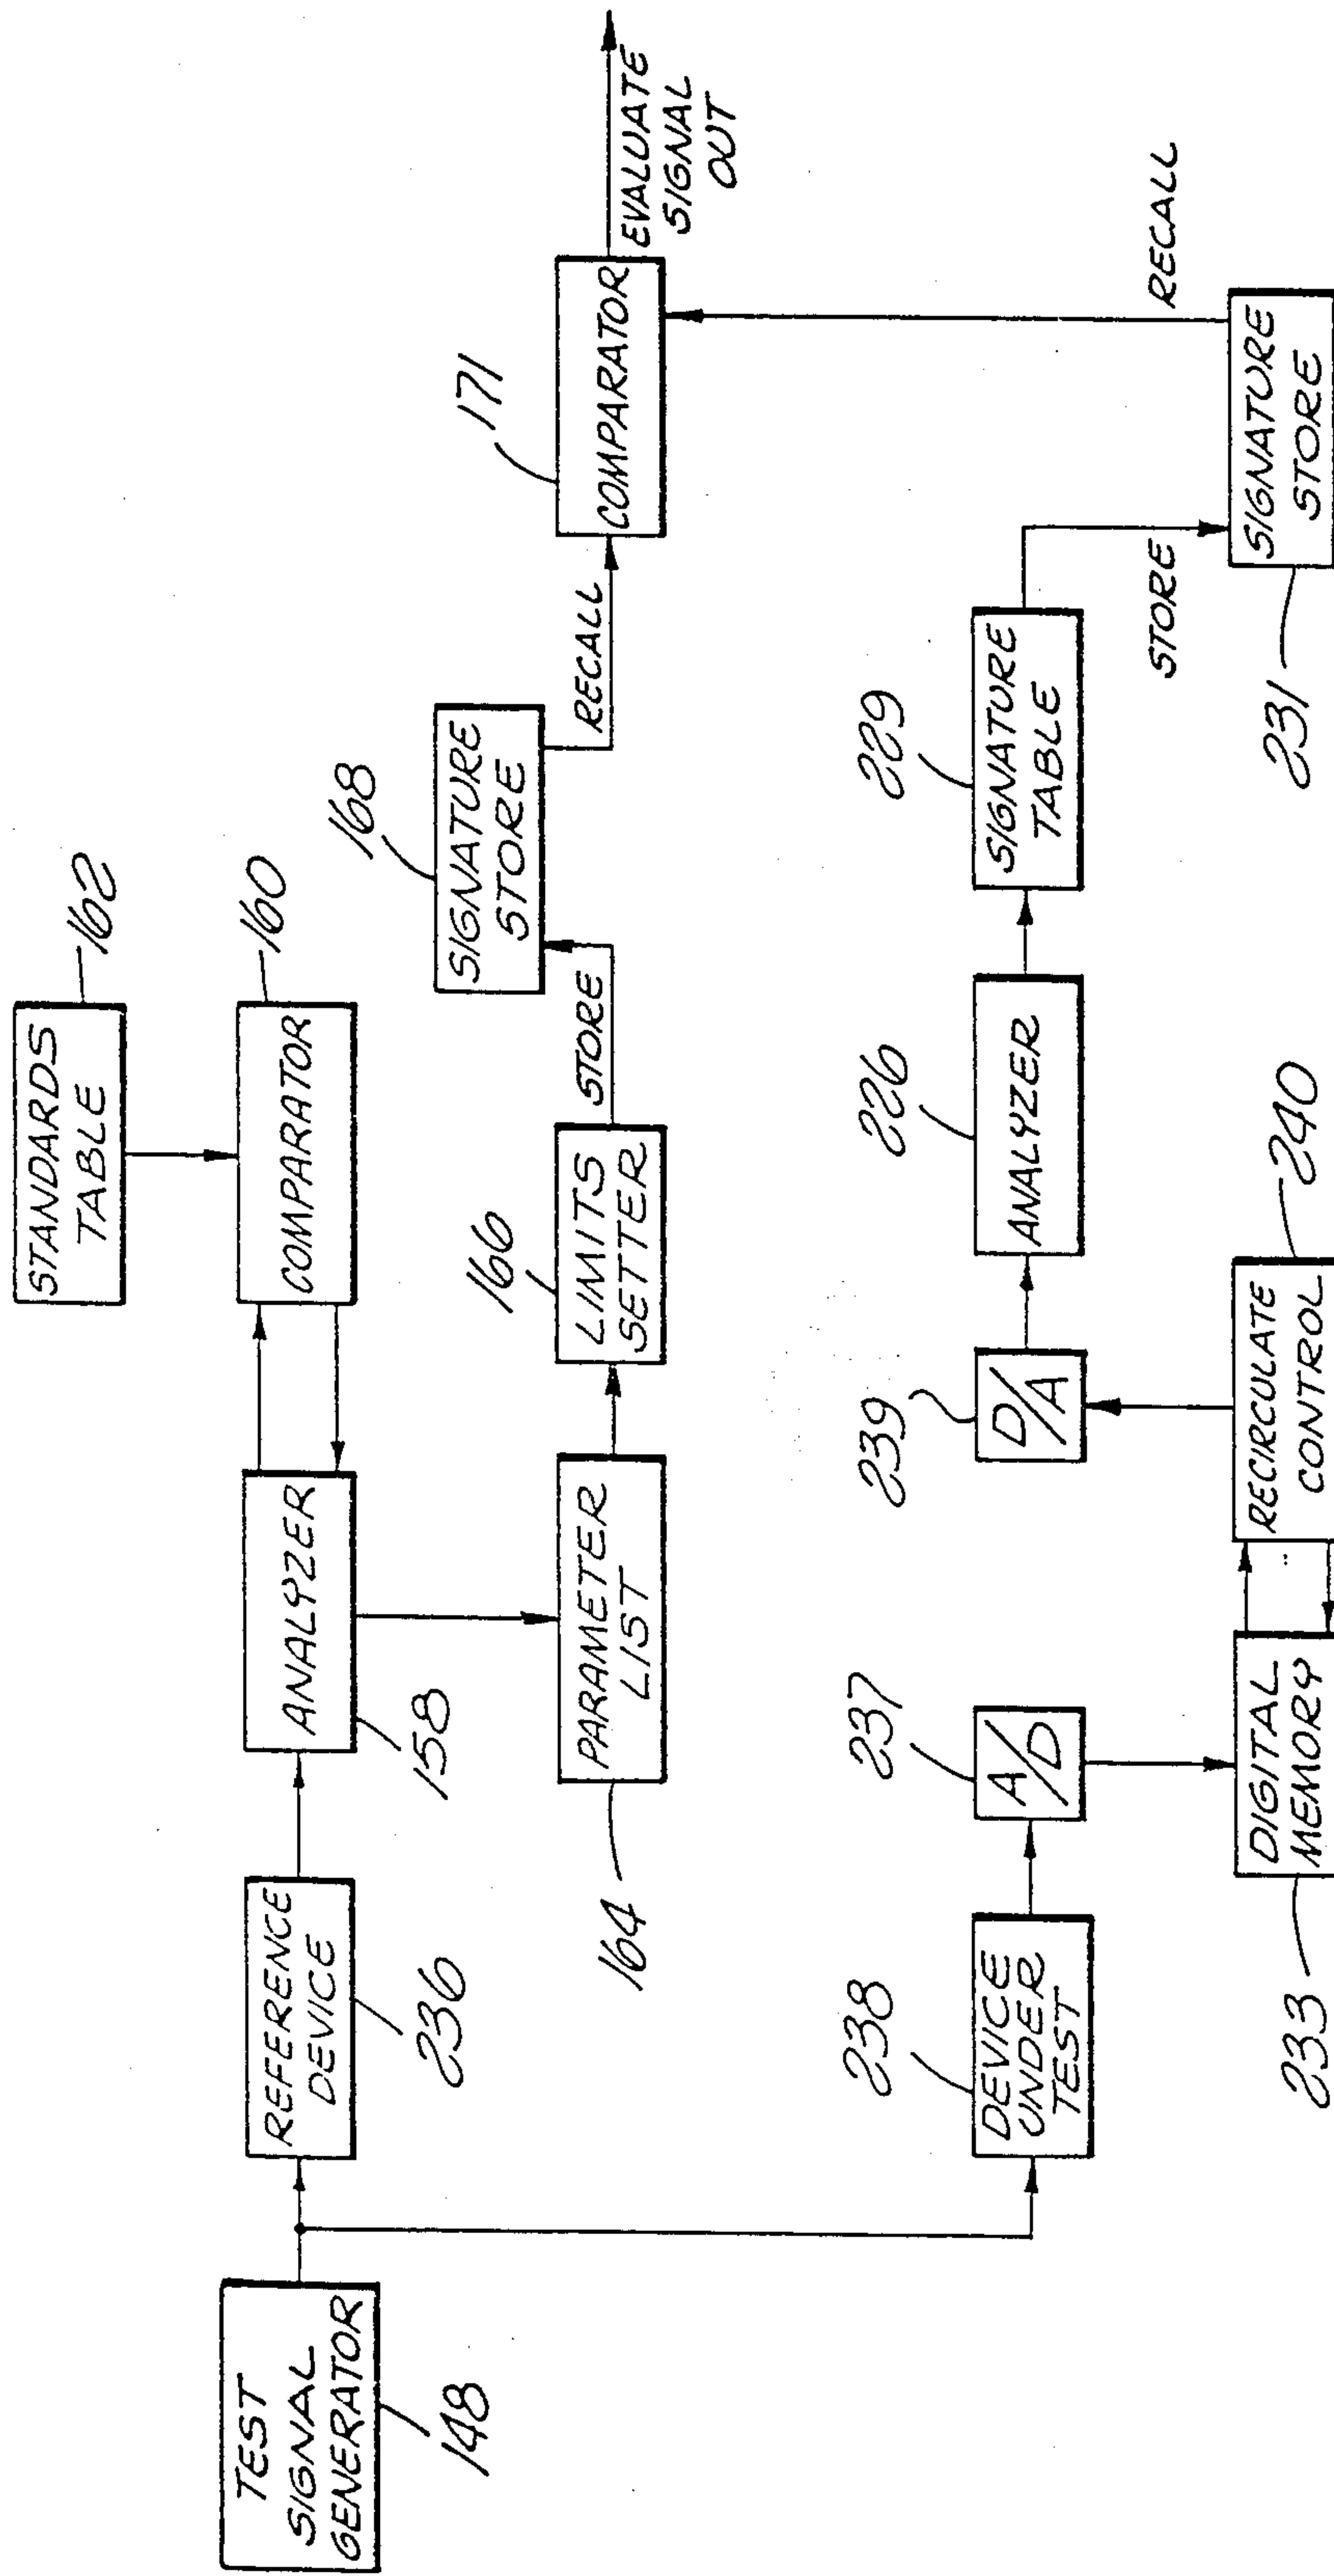 STANDARDS
TABLE
162
COMPARATOR
160
TEST
SIGNAL
GENERATOR
148
REFERENCE
DEVICE
236
ANALYZER
158
PARAMETER
LIST
164
LIMITS
SETTER
166
STORE
SIGNATURE
STORE
168
RECALL
COMPARATOR
171
EVALUATE
SIGNAL
OUT
DEVICE
UNDER
TEST
238
A/D
237
DIGITAL
MEMORY
233
RECIRCULATE
CONTROL
240
D/A
239
ANALYZER
226
SIGNATURE
TABLE
229
STORE
SIGNATURE
STORE
231
RECALL